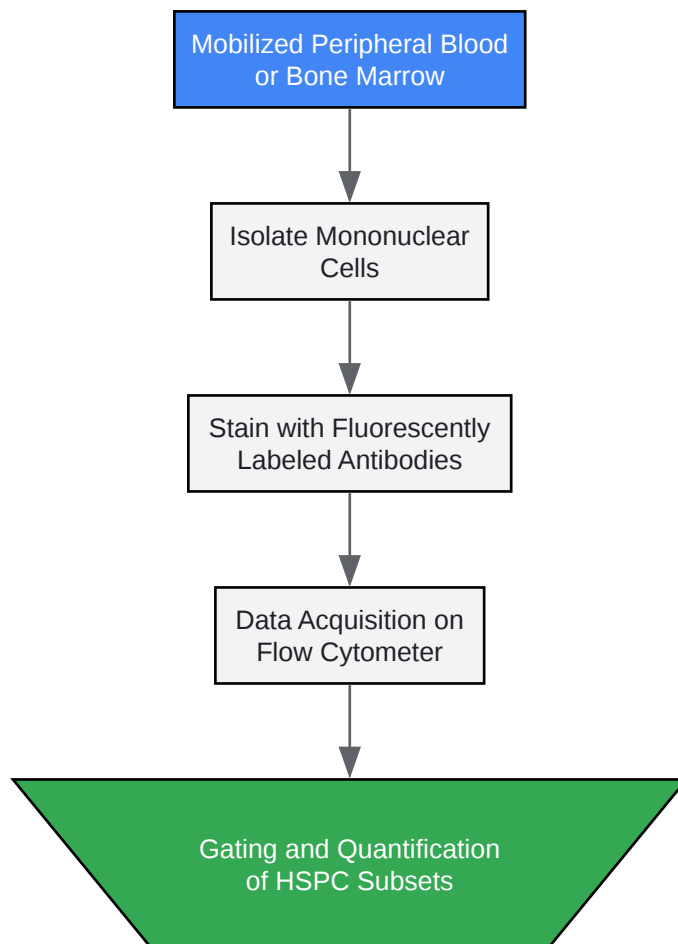 Mobilized Peripheral Blood
or Bone Marrow
Isolate Mononuclear
Cells
Stain with Fluorescently
Labeled Antibodies
Data Acquisition on
Flow Cytometer
Gating and Quantification
of HSPC Subsets